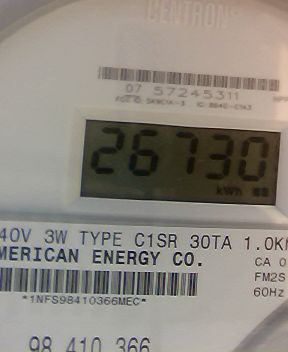 CENTRON
07 57245311
26730
kWh
40V 3W TYPE C1SR 30TA 1.0K
MERICAN ENERGY CO.
CA 0
FM2S
60Hz
*1NFS98410366MEC*
98 410 366